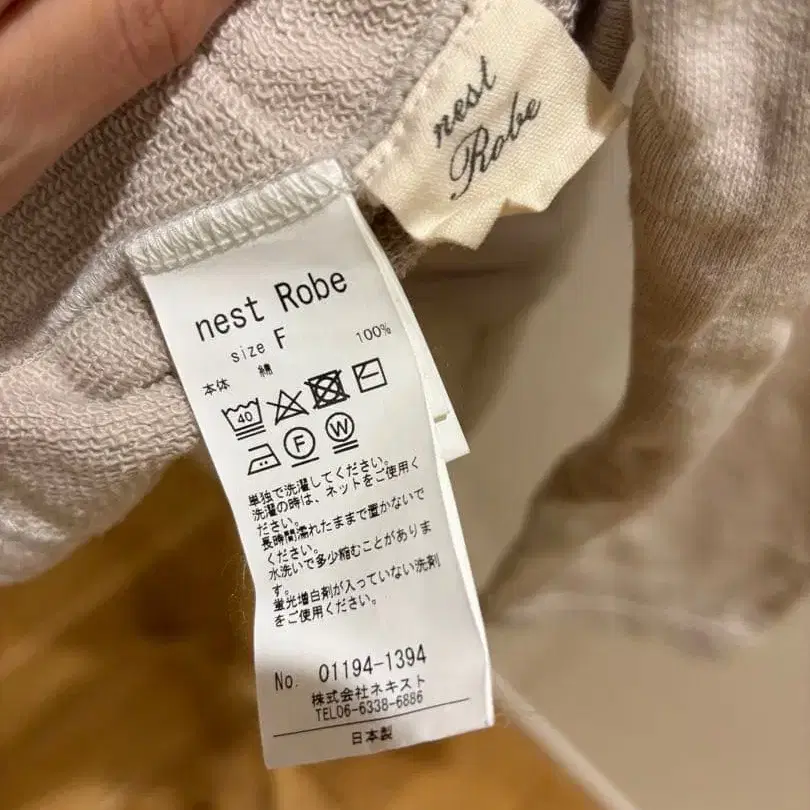 nest
Robe
nest Robe
size F
本体 綿 100%
40
F W
単独で洗濯してください。
洗濯の時は、ネットをご使用く
ださい。
長時間濡れたままで置かないで
ください。
水洗いで多少縮むことがありま
す。
蛍光増白剤が入っていない洗剤
をご使用ください。
No. 01194-1394
株式会社ネキスト
TEL06-6338-6886
日本製